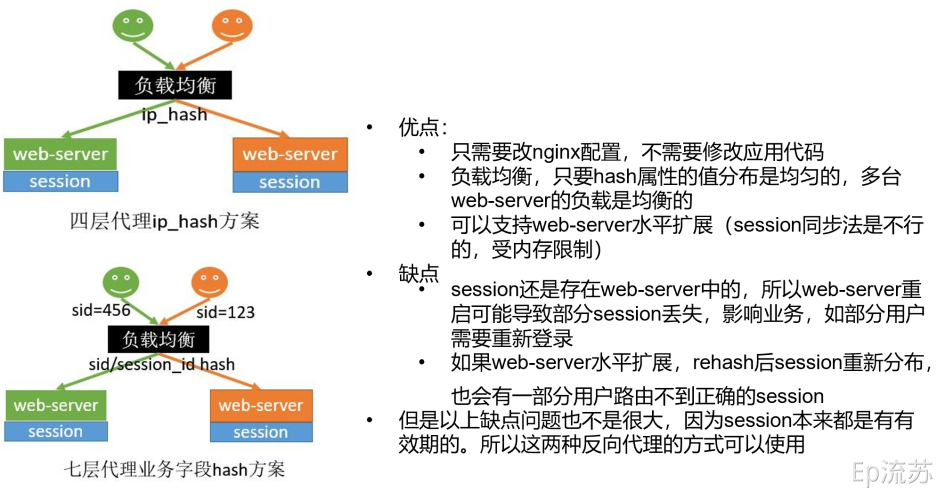 负载均衡
ip_hash
web-server
web-server
session
session
四层代理ip_hash方案
sid=456
sid=123
负载均衡
sid/session_id hash
web-server
web-server
session
session
七层代理业务字段hash方案
• 优点：
• 只需要改nginx配置，不需要修改应用代码
• 负载均衡，只要hash属性的值分布是均匀的，多台
web-server的负载是均衡的
• 可以支持web-server水平扩展（session同步法是不行
的，受内存限制）
• 缺点
• session还是存在web-server中的，所以web-server重
启可能导致部分session丢失，影响业务，如部分用户
需要重新登录
• 如果web-server水平扩展，rehash后session重新分布，
也会有一部分用户路由不到正确的session
• 但是以上缺点问题也不是很大，因为session本来都是有有
效期的。所以这两种反向代理的方式可以使用
Ep流苏